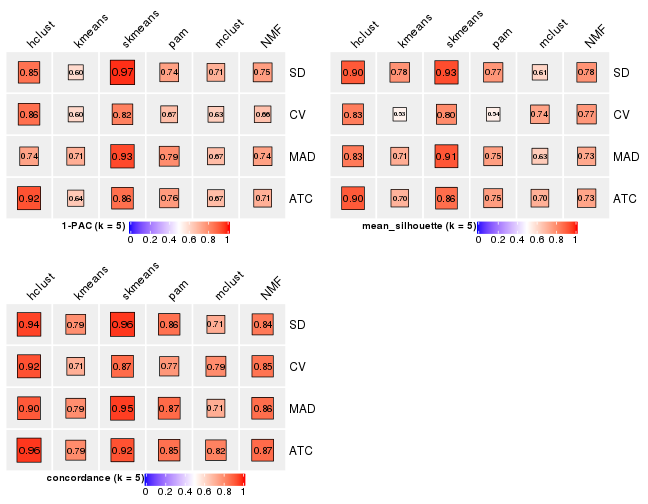 hclust kmeans skmeans pam mclust NMF
0.85 0.60 0.97 0.74 0.71 0.75 SD
0.86 0.60 0.82 0.67 0.63 0.66 CV
0.74 0.71 0.93 0.79 0.67 0.74 MAD
0.92 0.64 0.86 0.76 0.67 0.71 ATC
1-PAC (k = 5)
0 0.2 0.4 0.6 0.8 1
hclust kmeans skmeans pam mclust NMF
0.90 0.78 0.93 0.77 0.61 0.78 SD
0.83 0.53 0.80 0.54 0.74 0.77 CV
0.83 0.71 0.91 0.75 0.63 0.73 MAD
0.90 0.70 0.86 0.75 0.70 0.73 ATC
mean_silhouette (k = 5)
0 0.2 0.4 0.6 0.8 1
hclust kmeans skmeans pam mclust NMF
0.94 0.79 0.96 0.86 0.71 0.84 SD
0.92 0.71 0.87 0.77 0.79 0.85 CV
0.90 0.79 0.95 0.87 0.71 0.86 MAD
0.96 0.79 0.92 0.85 0.82 0.87 ATC
concordance (k = 5)
0 0.2 0.4 0.6 0.8 1